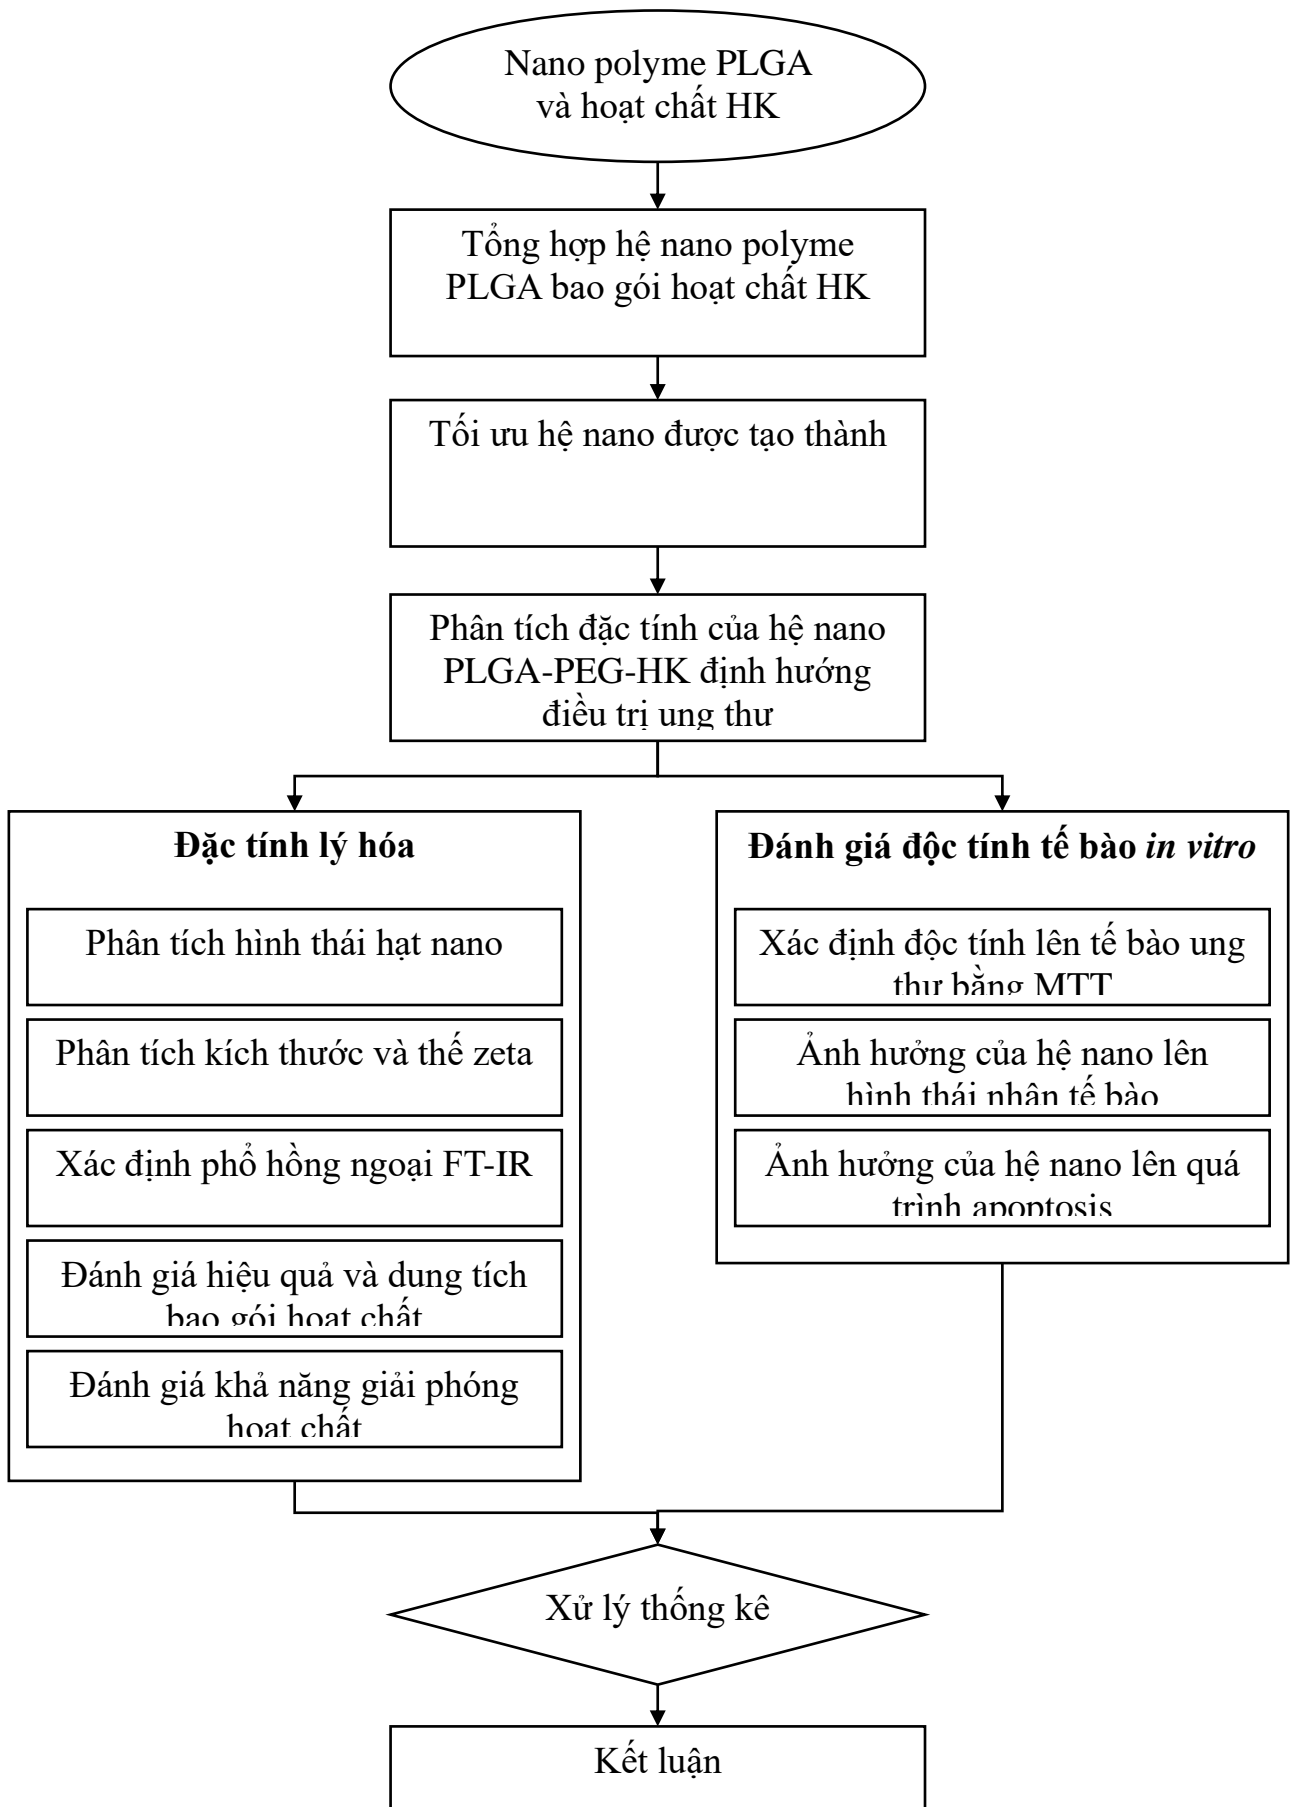 Nano polyme PLGA
và hoạt chất HK
Tổng hợp hệ nano polyme
PLGA bao gói hoạt chất HK
Tối ưu hệ nano được tạo thành
Phân tích đặc tính của hệ nano
PLGA-PEG-HK định hướng
điều trị ung thư
Đặc tính lý hóa
Phân tích hình thái hạt nano
Phân tích kích thước và thế zeta
Xác định phổ hồng ngoại FT-IR
Đánh giá hiệu quả và dung tích
bao gói hoạt chất
Đánh giá khả năng giải phóng
hoạt chất
Đánh giá độc tính tế bào in vitro
Xác định độc tính lên tế bào ung
thư bằng MTT
Ảnh hưởng của hệ nano lên
hình thái nhân tế bào
Ảnh hưởng của hệ nano lên quá
trình apoptosis
Xử lý thống kê
Kết luận